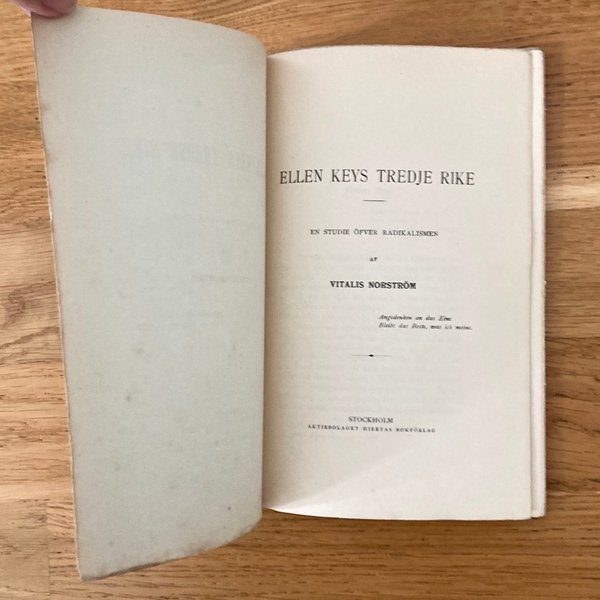 ELLEN KEYS TREDJE RIKE
EN STUDIE ÖFVER RADIKALISMEN
AF
VITALIS NORSTRÖM
Angedenken an das Eine
Bleibt das Beste, was ich meine.
STOCKHOLM
AKTIEBOLAGET HIERTAS BOKFÖRLAG